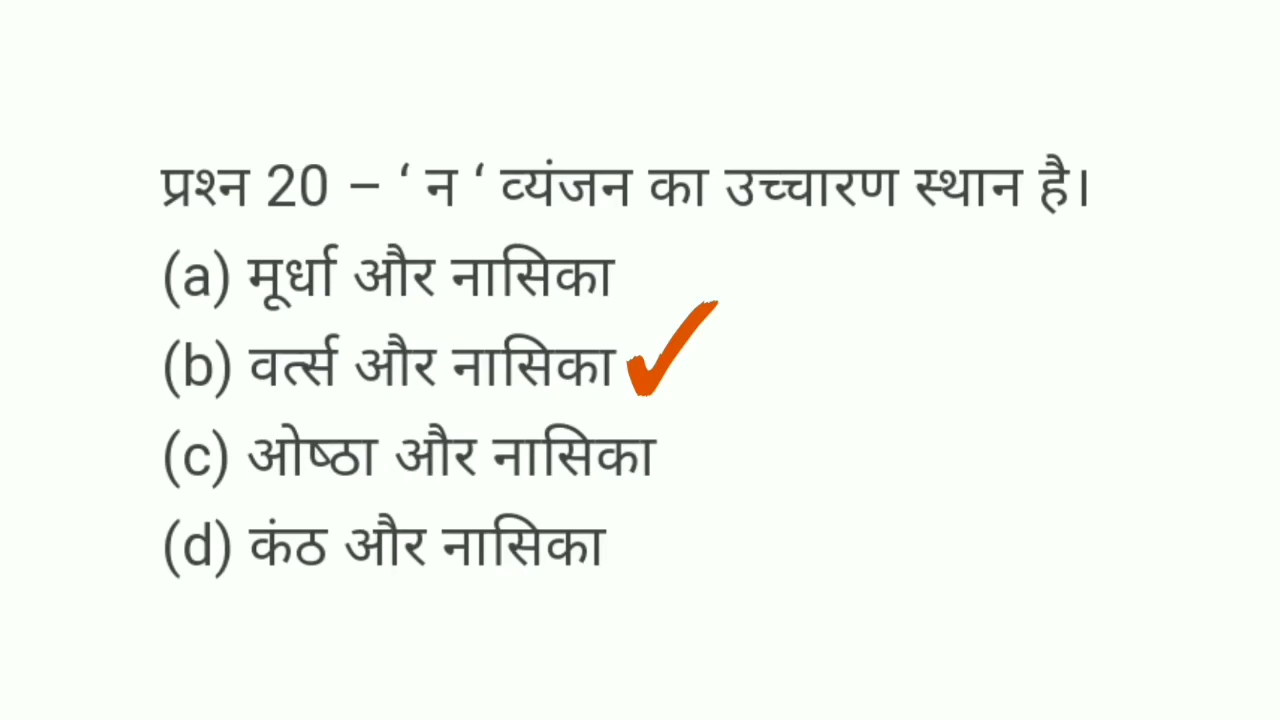 प्रश्न 20 – ‘ न ‘ व्यंजन का उच्चारण स्थान है।
(a) मूर्धा और नासिका
(b) वर्त्स और नासिका
(c) ओष्ठा और नासिका
(d) कंठ और नासिका